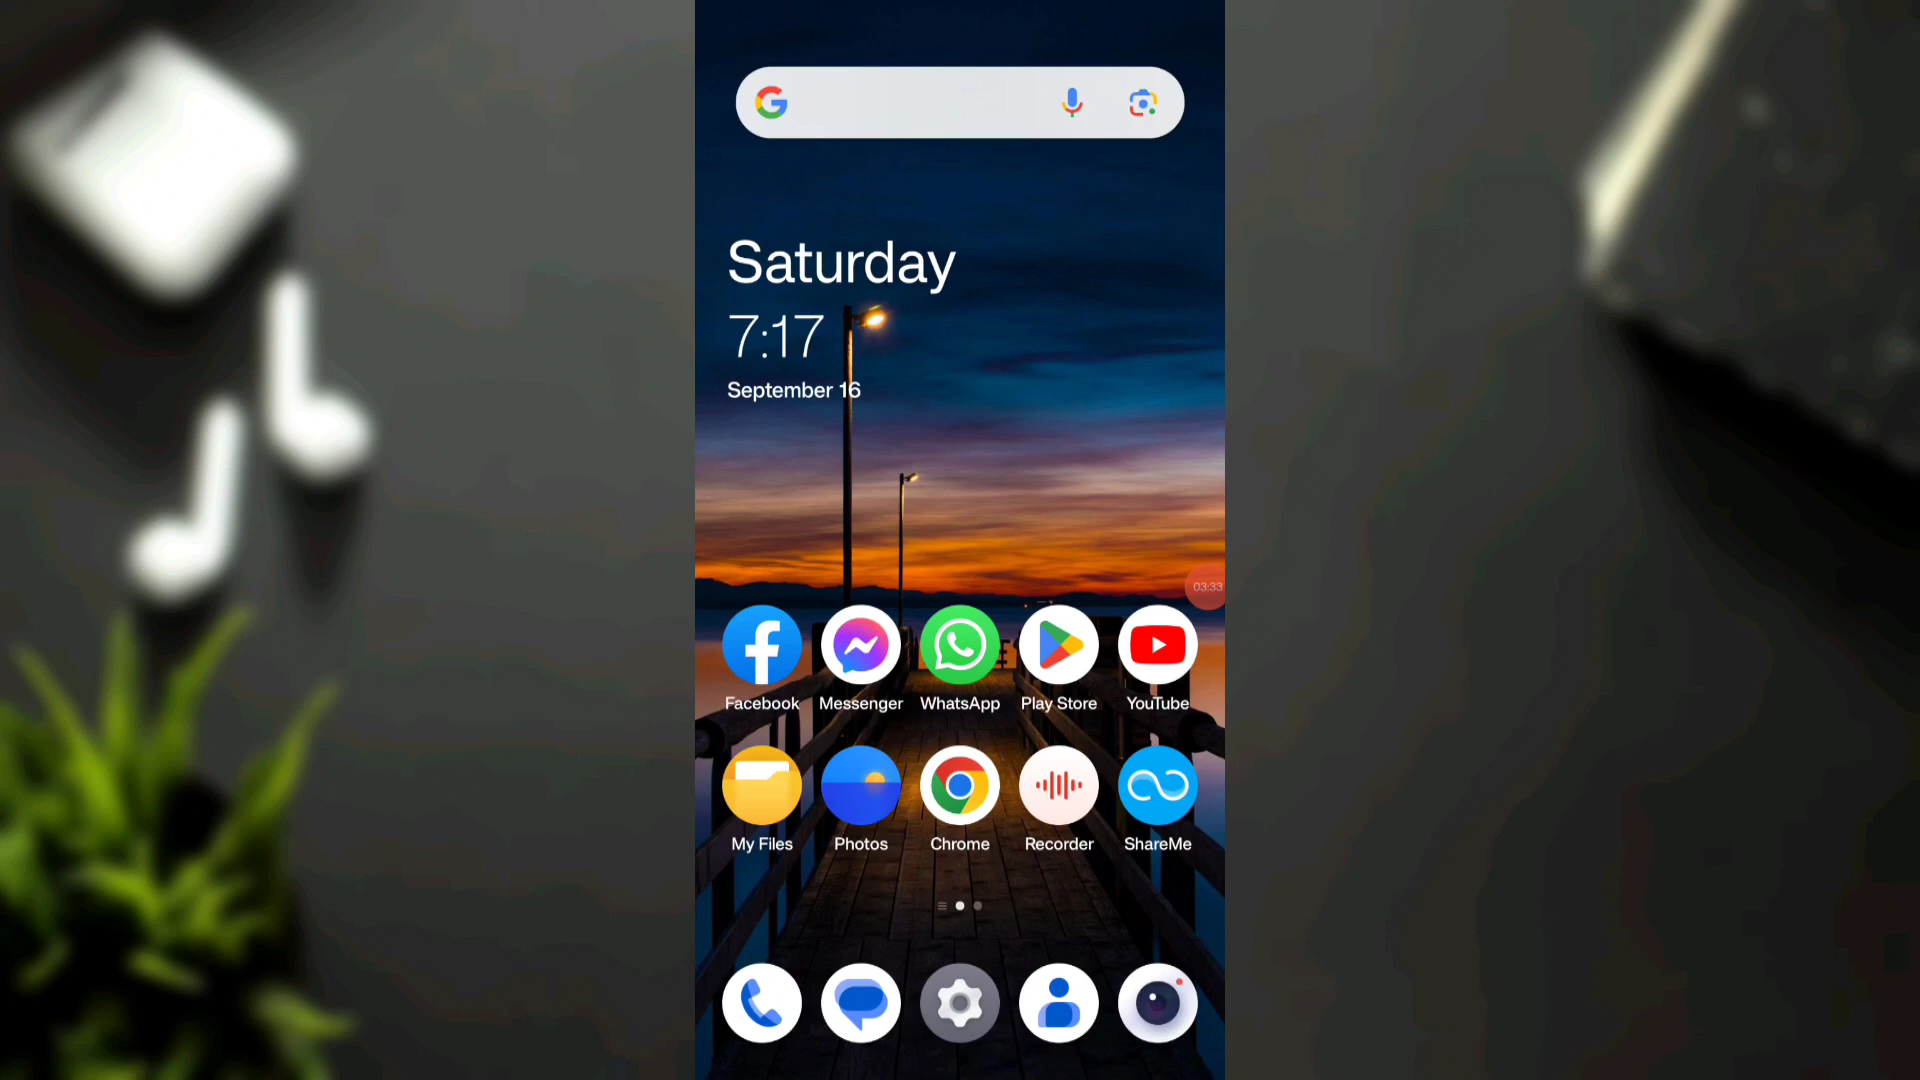 Saturday
7:17
September 16
03:33
Facebook Messenger WhatsApp Play Store YouTube
My Files Photos Chrome Recorder ShareMe